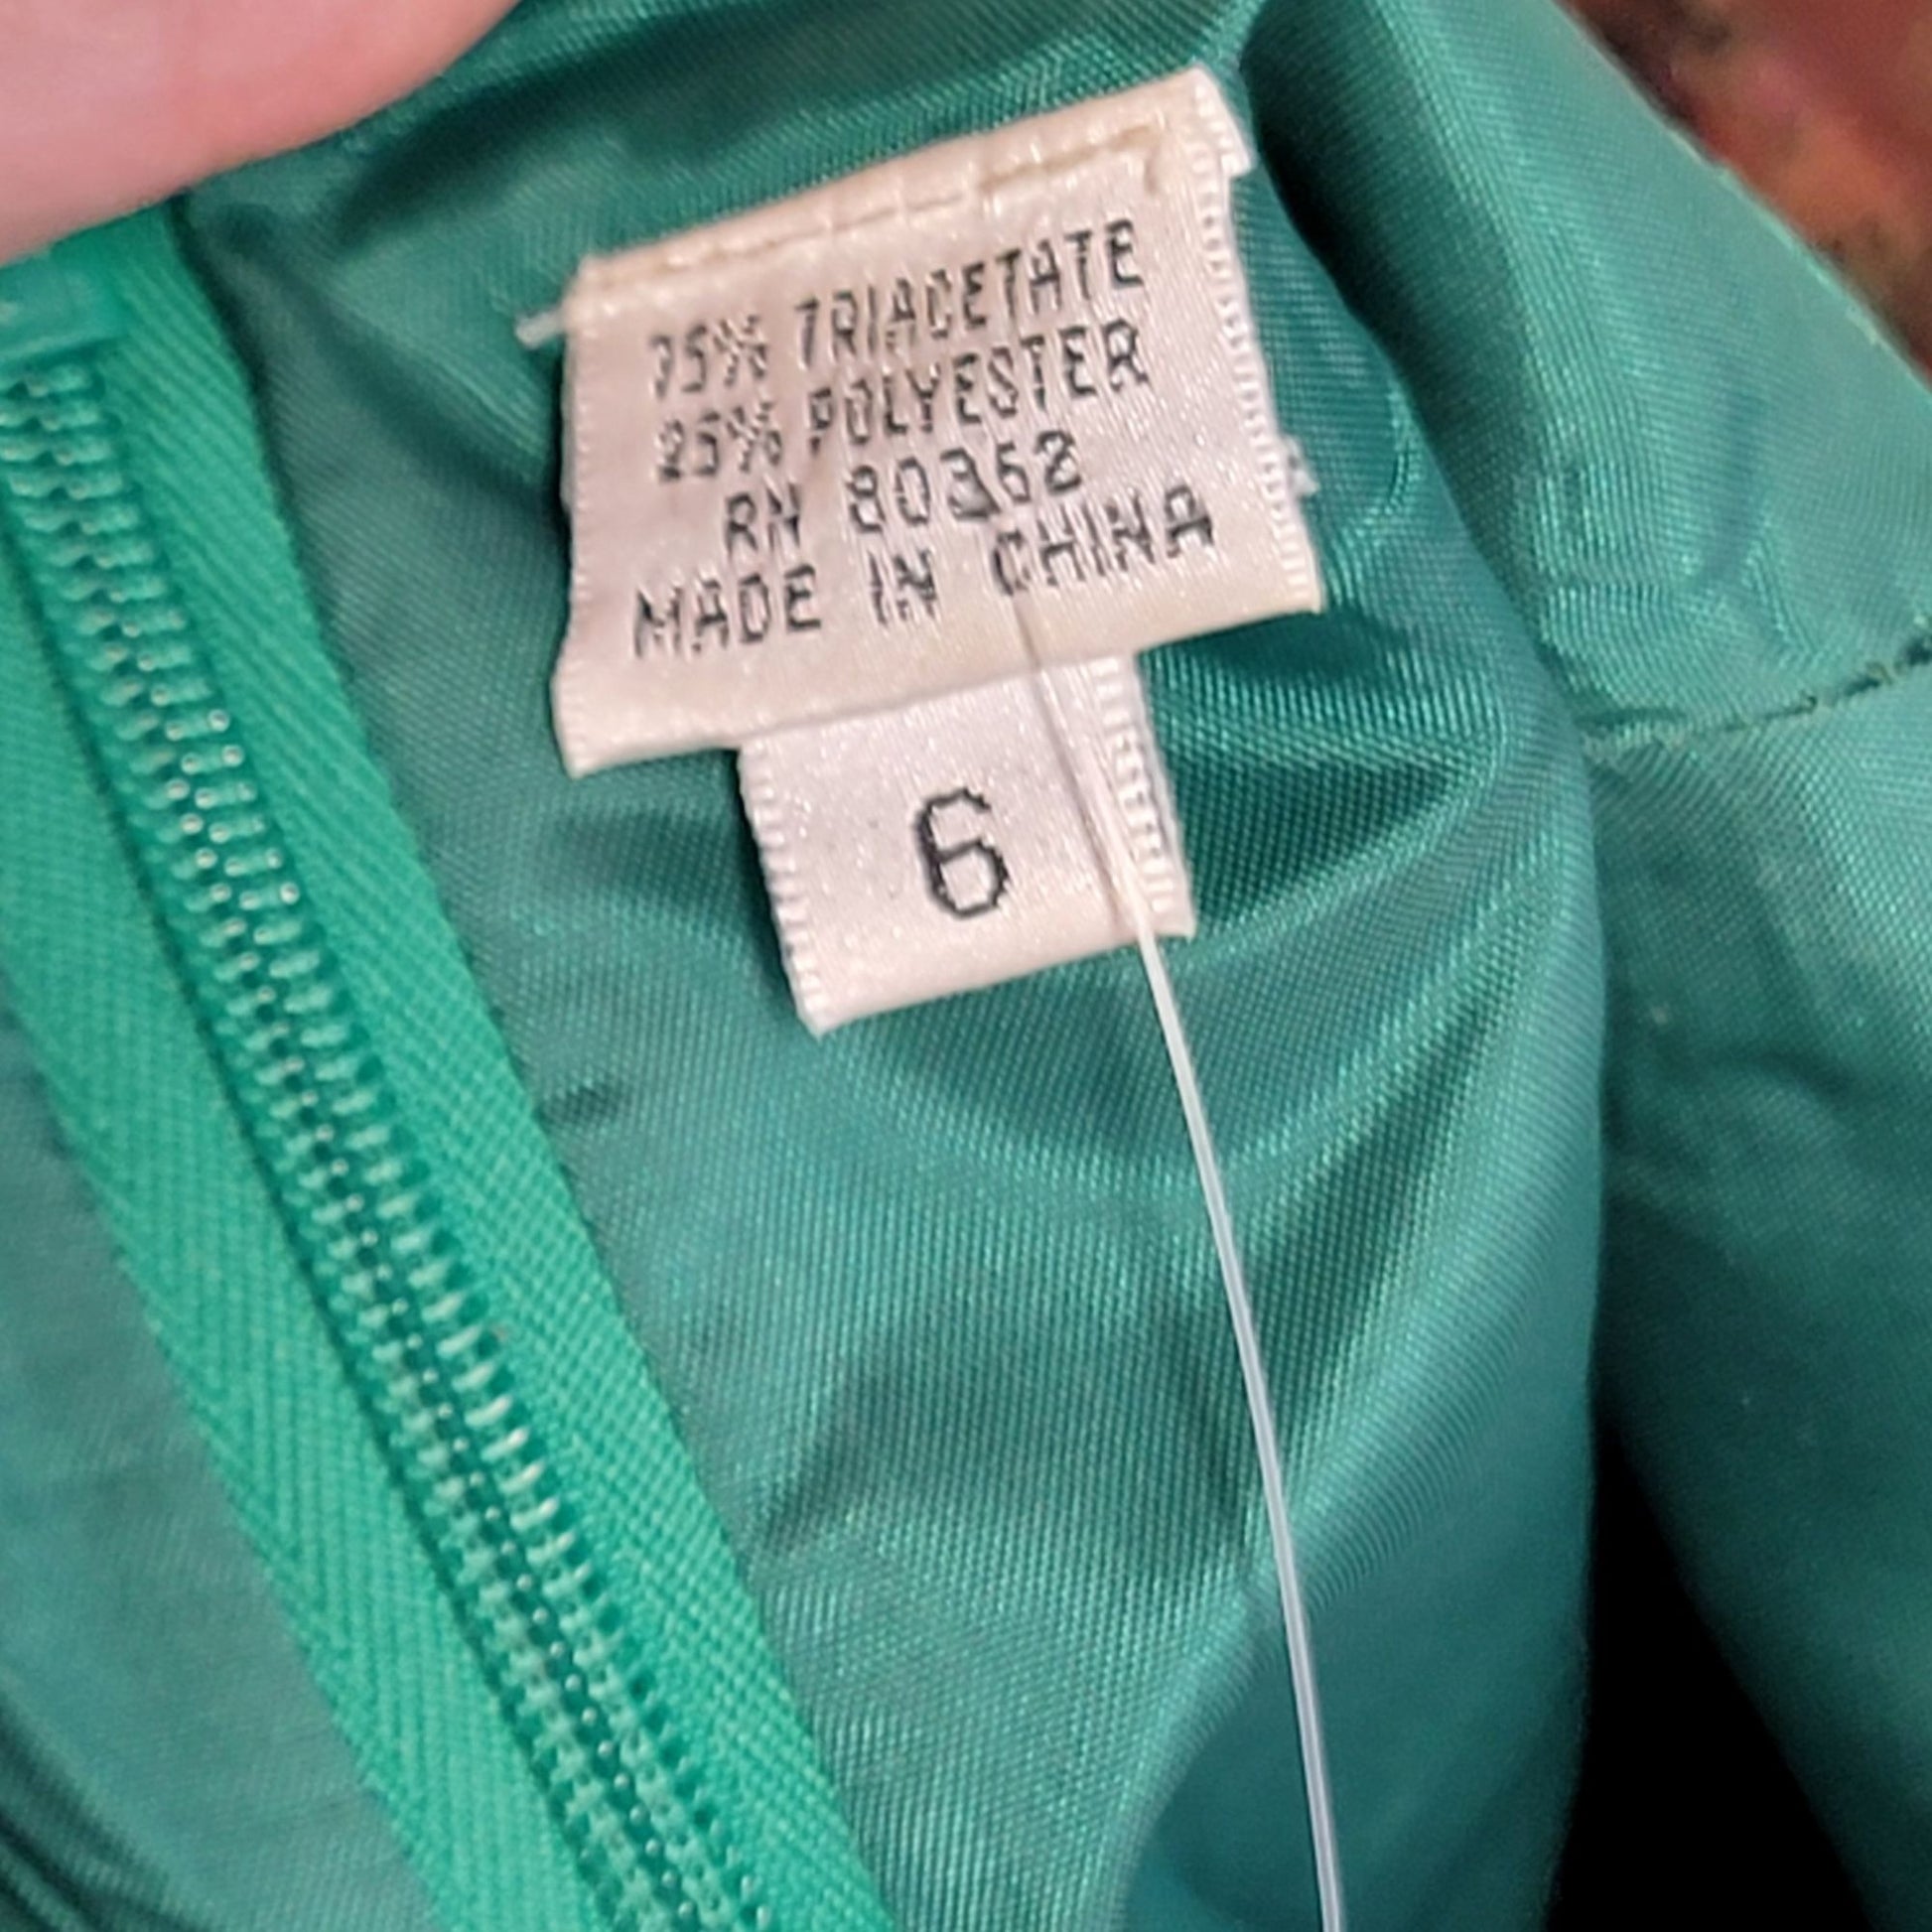 75% TRIACETATE
25% POLYESTER
RN 80362
MADE IN CHINA
6